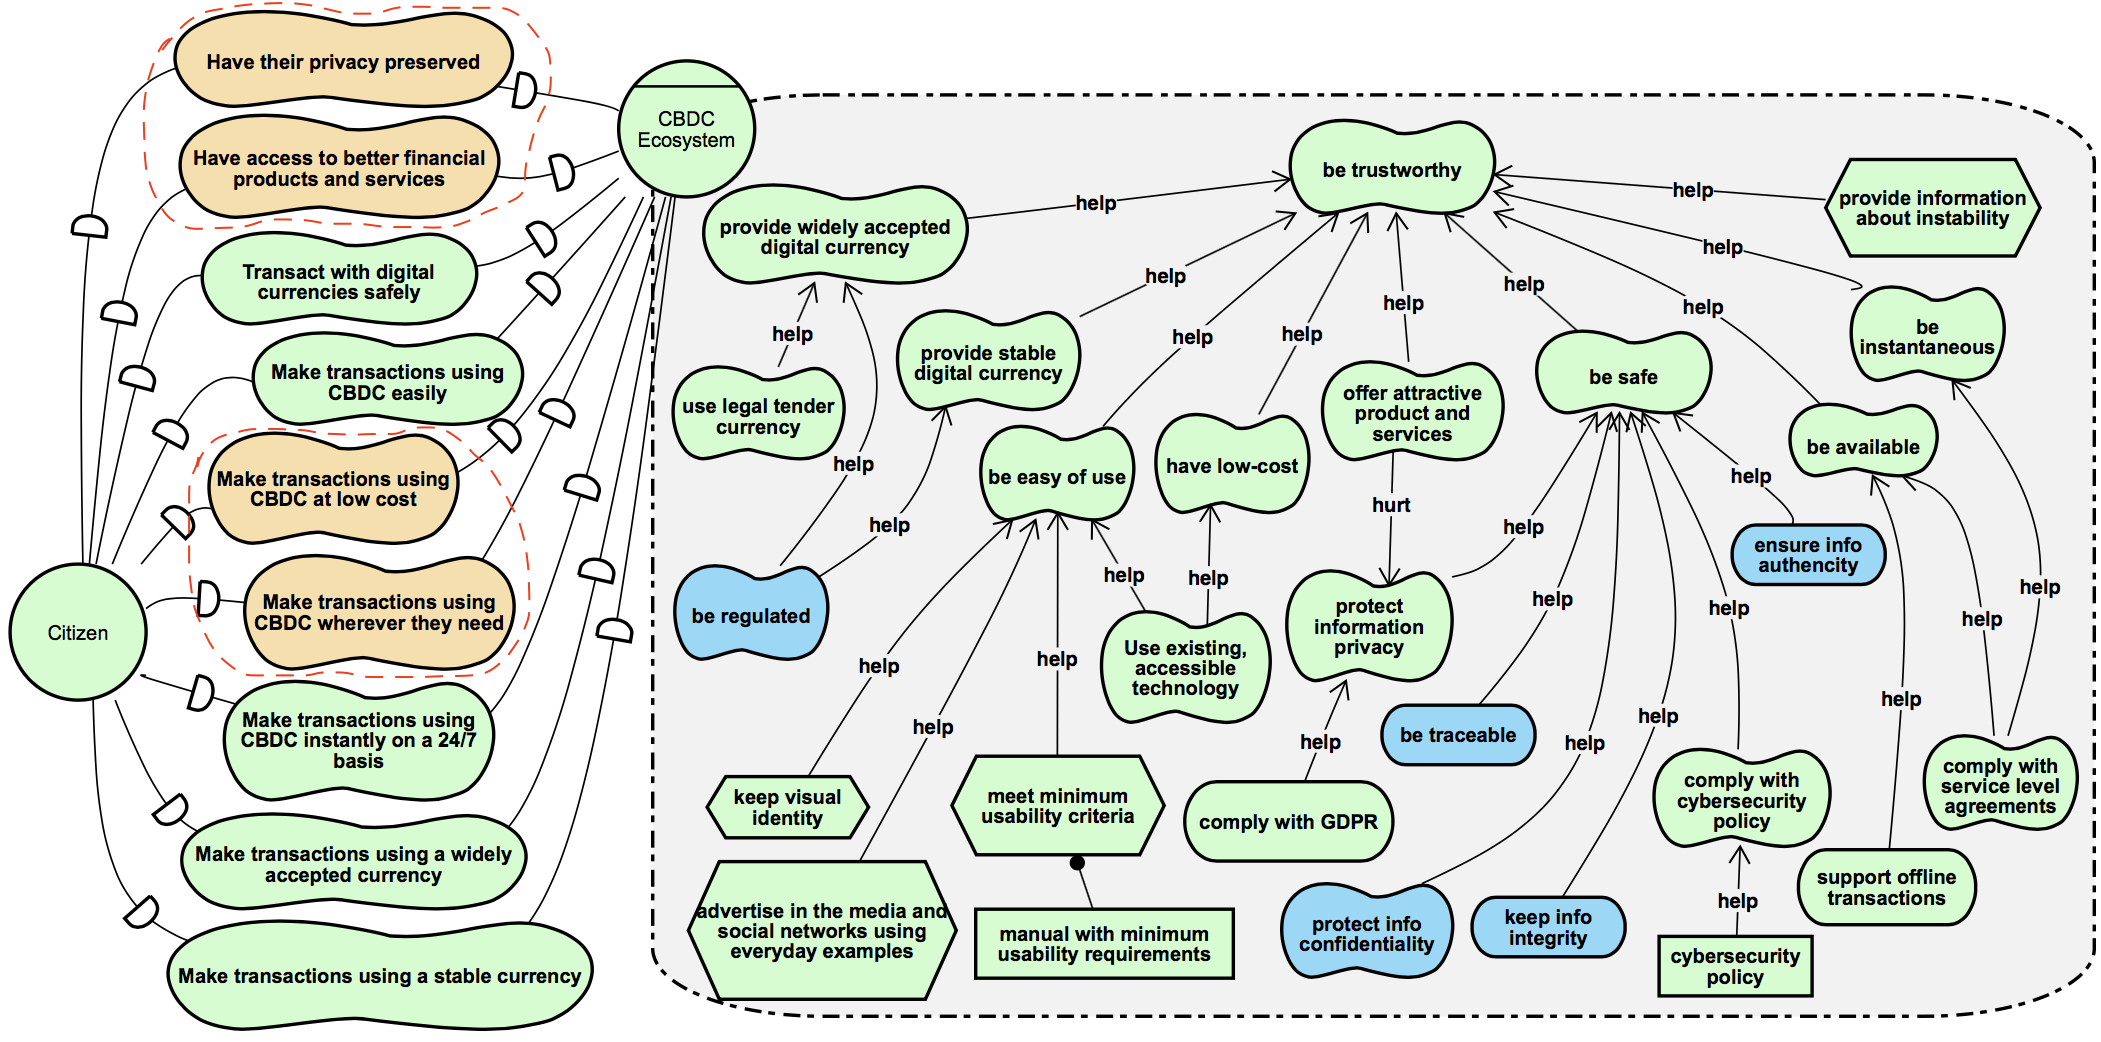 Have their privacy preserved
Have access to better financial
products and services
Transact with digital
currencies safely
Make transactions using
CBDC easily
Make transactions using
CBDC at low cost
Make transactions using
CBDC wherever they need
Citizen
Make transactions using
CBDC instantly on a 24/7
basis
Make transactions using a widely
accepted currency
Make transactions using a stable currency
CBDC
Ecosystem
be trustworthy
provide information
about instability
help
help
provide widely accepted
digital currency
help
help
help
help
help
help
help
help
help
be
instantaneous
provide stable
digital currency
use legal tender
currency
offer attractive
product and
services
be safe
be available
be easy of use
have low-cost
help
help
hurt
help
help
ensure info
authencity
help
help
help
help
help
help
help
be regulated
protect
information
privacy
Use existing,
accessible
technology
help
help
help
help
help
help
help
be traceable
keep visual
identity
meet minimum
usability criteria
comply with GDPR
comply with
cybersecurity
policy
comply with
service level
agreements
advertise in the media and
social networks using
everyday examples
manual with minimum
usability requirements
protect info
confidentiality
keep info
integrity
help
support offline
transactions
cybersecurity
policy